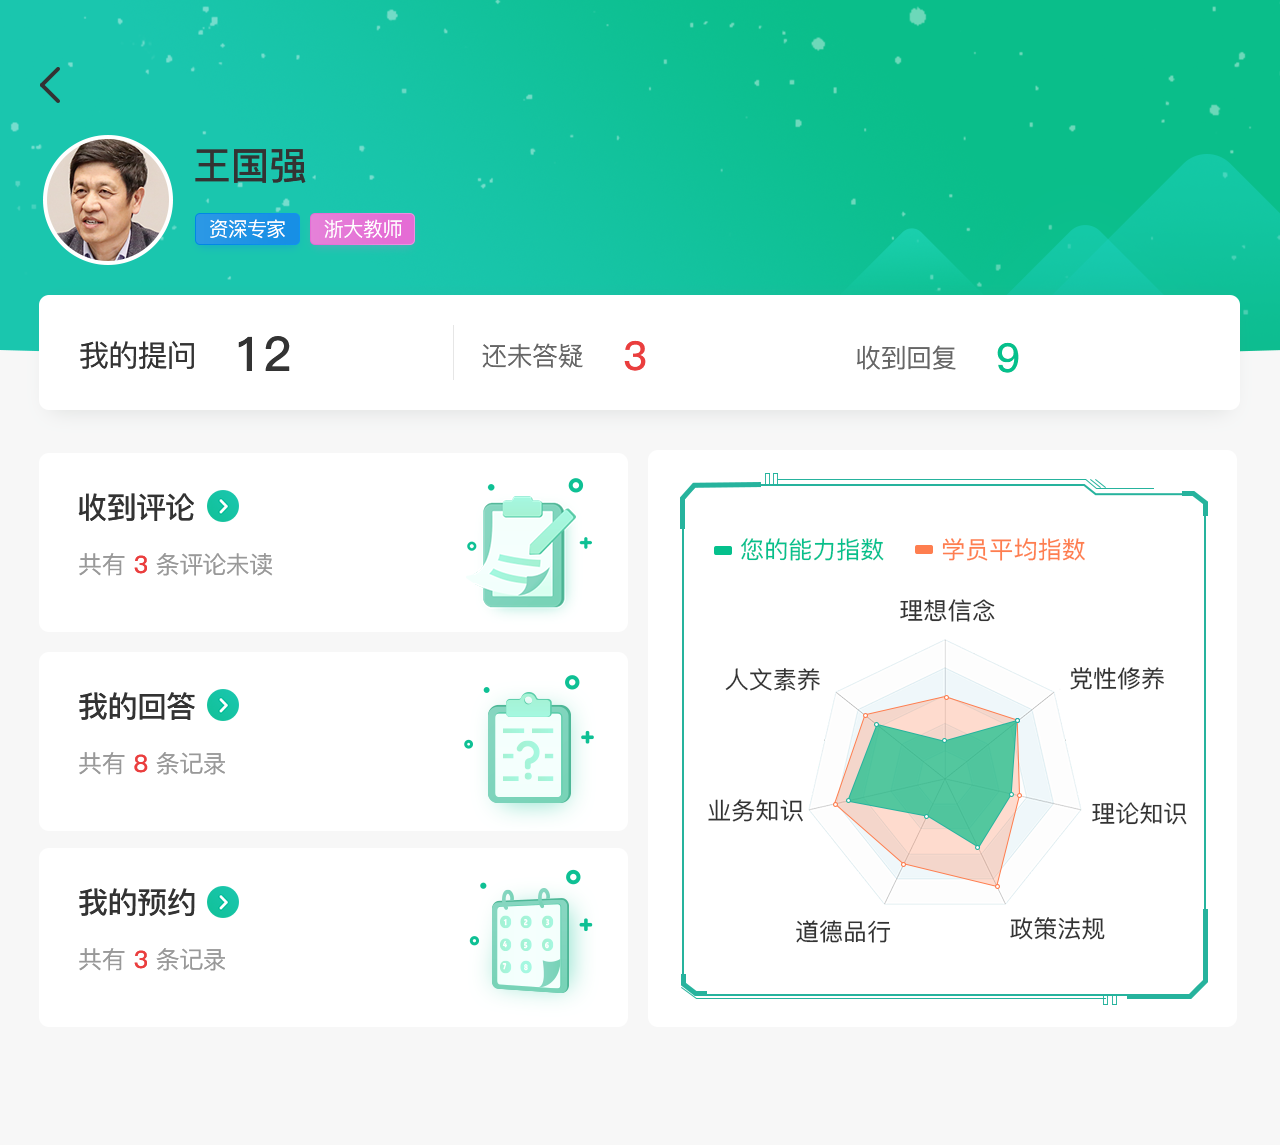 王国强
资深专家 浙大教师
我的提问 12 还未答疑 3 收到回复 9
收到评论
共有 3 条评论未读
我的回答
共有 8 条记录
?
我的预约
共有 3 条记录
您的能力指数 学员平均指数
理想信念
人文素养 党性修养
业务知识 理论知识
道德品行 政策法规